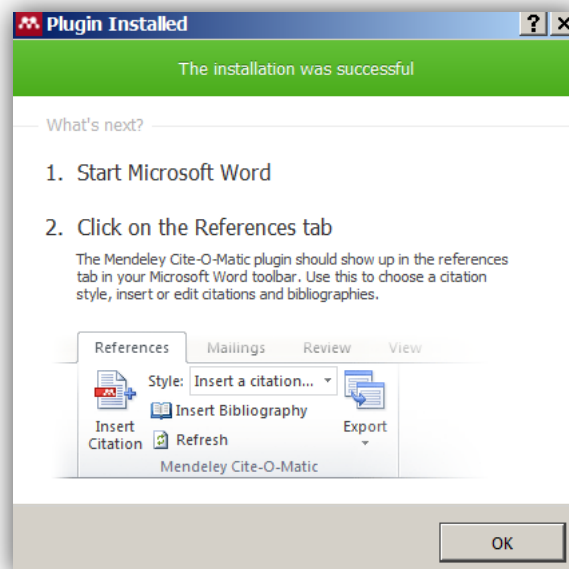 Plugin Installed
The installation was successful
What's next?
1. Start Microsoft Word
2. Click on the References tab
The Mendeley Cite-O-Matic plugin should show up in the references
tab in your Microsoft Word toolbar. Use this to choose a citation
style, insert or edit citations and bibliographies.
References Mailings Review View
Style: Insert a citation...
Insert Bibliography
Insert
Citation
Refresh
Export
Mendeley Cite-O-Matic
OK